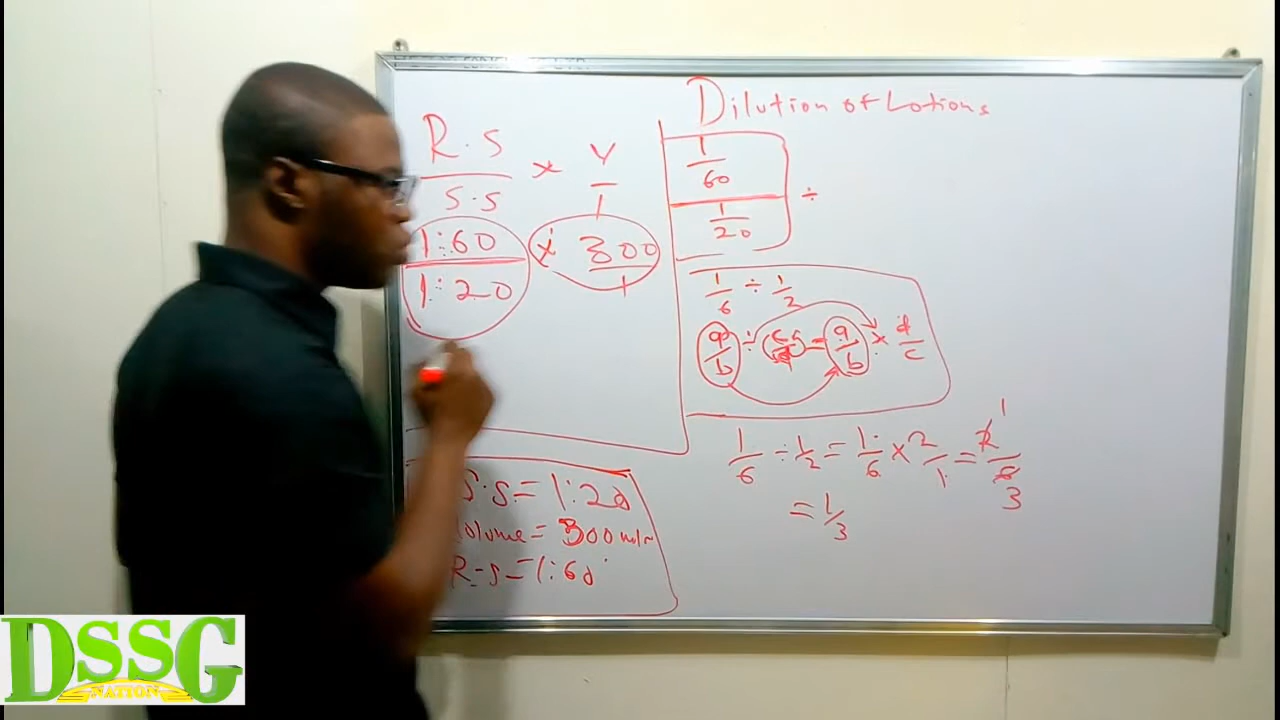 Dilution of Lotions
R.S
S.S
× V
1
1:60
1:20
× 300
1
1
60
1
20
÷
1/6 ÷ 1/2
a/b ÷ = a/b × d/c
1/6 ÷ 1/2 = 1/6 × 2/1 = 2/6
1
3
= 1/3
S.S = 1:20
Volume = 300mls
R.S = 1:60
DSSG
NATION